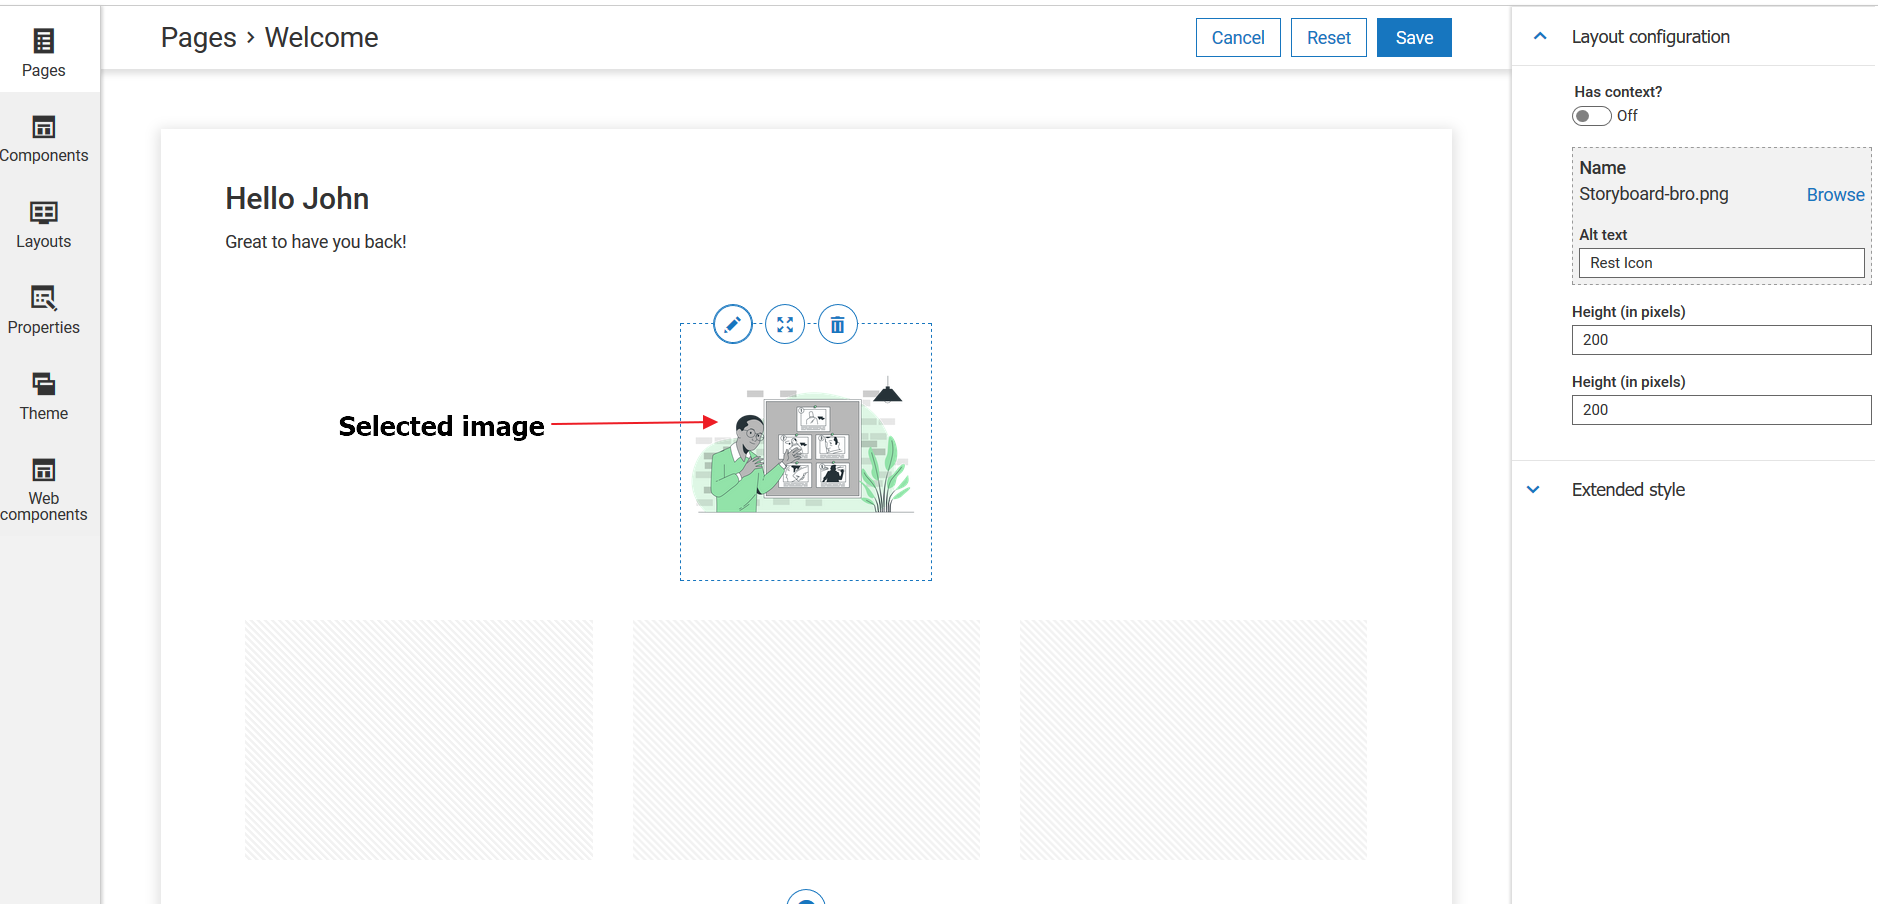 Pages
Components
Layouts
Properties
Theme
Web
components
Pages › Welcome
Cancel
Reset
Save
Hello John
Great to have you back!
Selected image
Layout configuration
Has context?
Off
Name
Storyboard-bro.png
Browse
Alt text
Rest Icon
Height (in pixels)
200
Height (in pixels)
200
Extended style